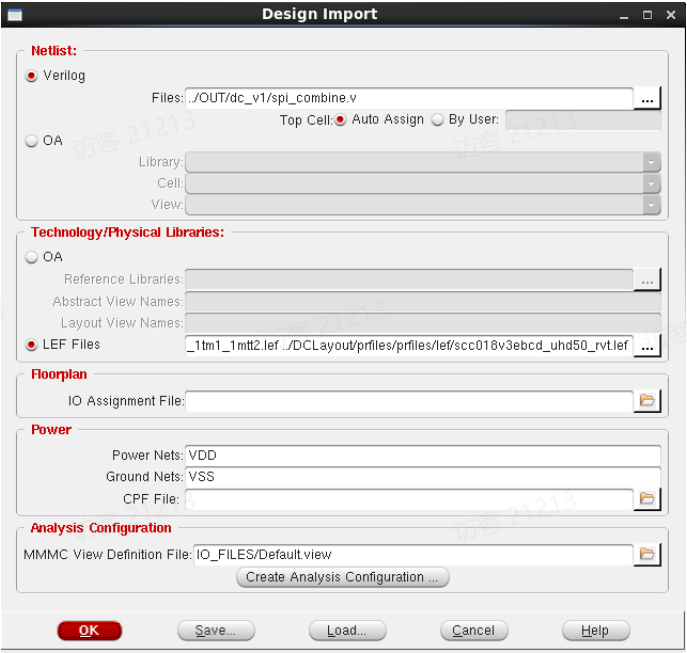 Design Import
Netlist:
Verilog
Files: ../OUT/dc_v1/spi_combine.v ...
Top Cell: Auto Assign By User:
OA
Library:
Cell:
View:
Technology/Physical Libraries:
OA
Reference Libraries: ...
Abstract View Names:
Layout View Names:
LEF Files _1tm1_1mtt2.lef ../DCLayout/prfiles/prfiles/lef/scc018v3ebcd_uhd50_rvt.lef ...
Floorplan
IO Assignment File:
Power
Power Nets: VDD
Ground Nets: VSS
CPF File:
Analysis Configuration
MMMC View Definition File: IO_FILES/Default.view
Create Analysis Configuration ...
OK Save... Load... Cancel Help
访客 21213
访客 21213
访客 21213
访客 21213
访客 21213